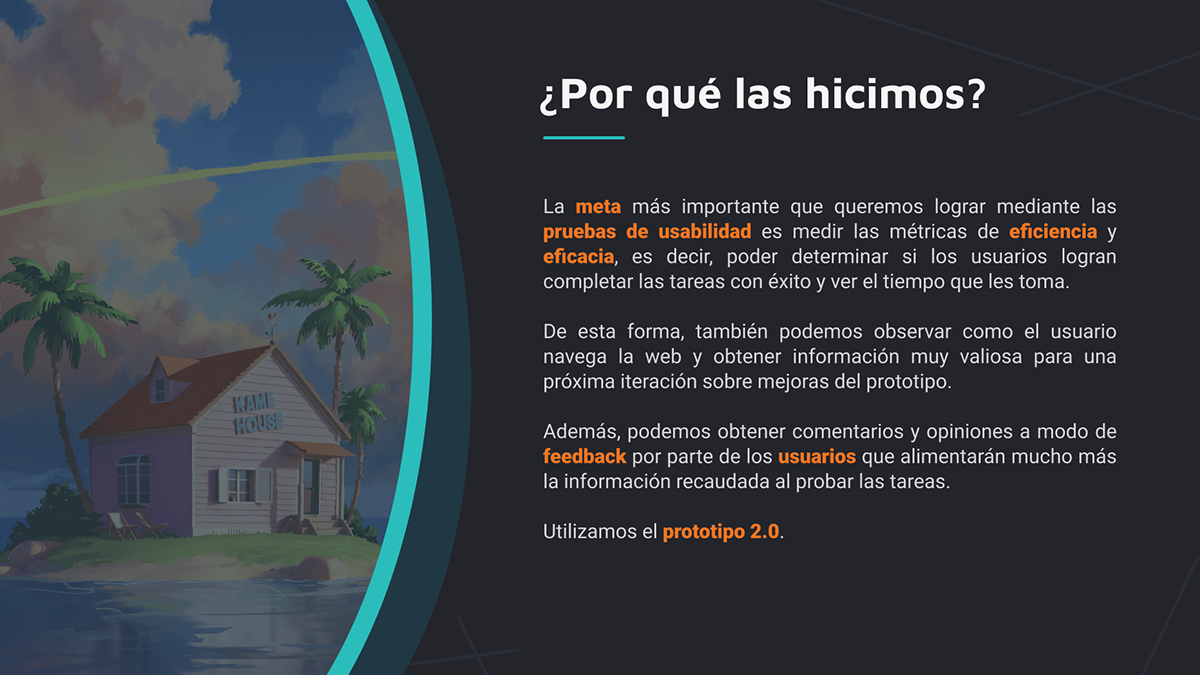 ¿Por qué las hicimos?
La meta más importante que queremos lograr mediante las
pruebas de usabilidad es medir las métricas de eficiencia y
eficacia, es decir, poder determinar si los usuarios logran
completar las tareas con éxito y ver el tiempo que les toma.
De esta forma, también podemos observar como el usuario
navega la web y obtener información muy valiosa para una
próxima iteración sobre mejoras del prototipo.
Además, podemos obtener comentarios y opiniones a modo de
feedback por parte de los usuarios que alimentarán mucho más
la información recaudada al probar las tareas.
Utilizamos el prototipo 2.0.
KAME
HOUSE